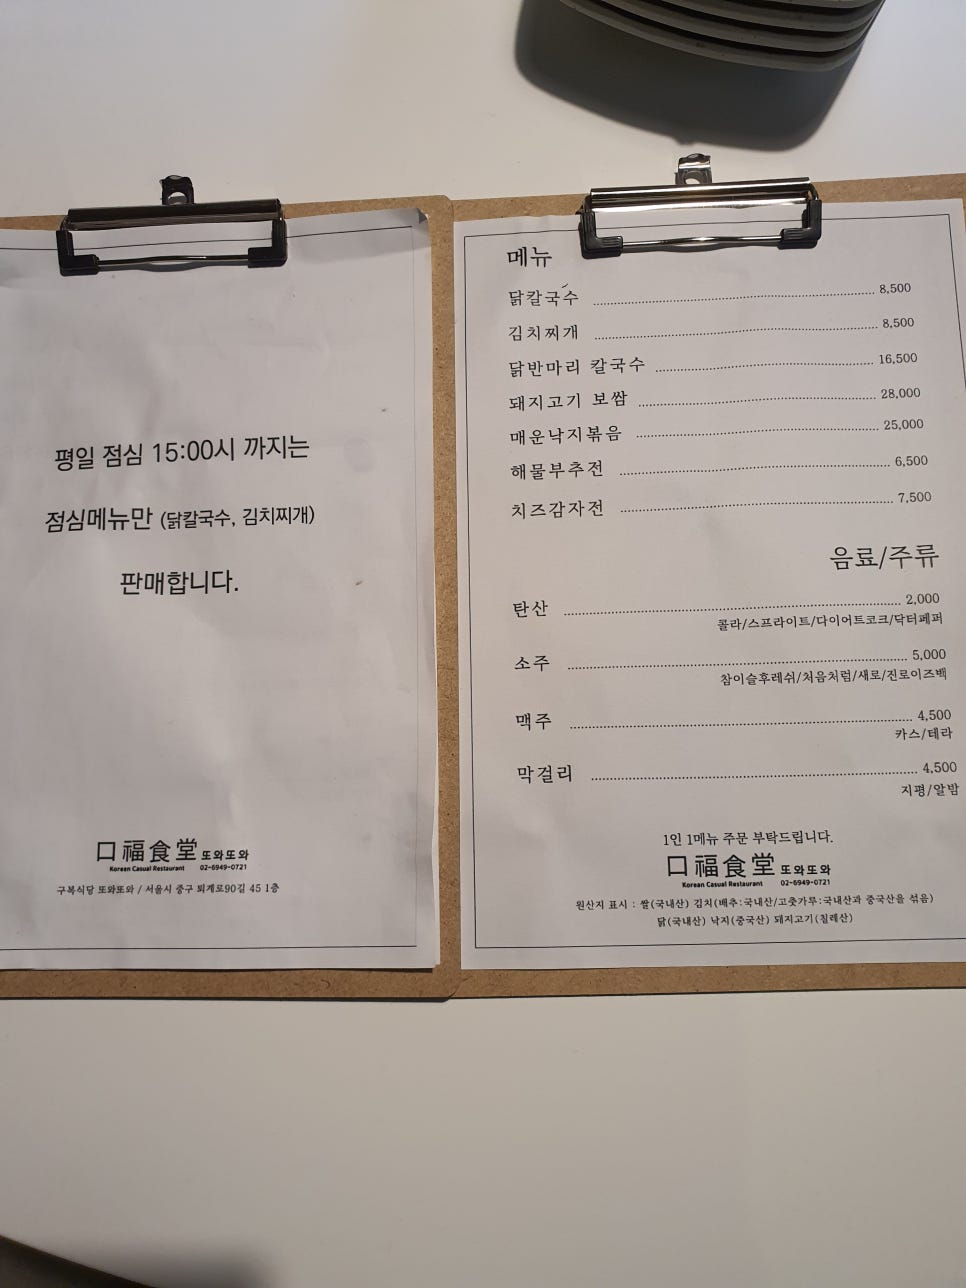 평일 점심 15:00시 까지는
점심메뉴만 (닭칼국수, 김치찌개)
판매합니다.
口福食堂 또와또와
Korean Casual Restaurant 02-6949-0721
구복식당 또와또와 / 서울시 중구 퇴계로90길 45 1층
메뉴
닭칼국수 8,500
김치찌개 8,500
닭반마리 칼국수 16,500
돼지고기 보쌈 28,000
매운낙지볶음 25,000
해물부추전 6,500
치즈감자전 7,500
음료/주류
탄산 2,000
콜라/스프라이트/다이어트코크/닥터페퍼
소주 5,000
참이슬후레쉬/처음처럼/새로/진로이즈백
맥주 4,500
카스/테라
막걸리 4,500
지평/알밤
1인 1메뉴 주문 부탁드립니다.
口福食堂 또와또와
Korean Casual Restaurant 02-6949-0721
원산지 표시 : 쌀(국내산) 김치(배추:국내산/고춧가루:국내산과 중국산을 섞음)
닭(국내산) 낙지(중국산) 돼지고기(칠레산)